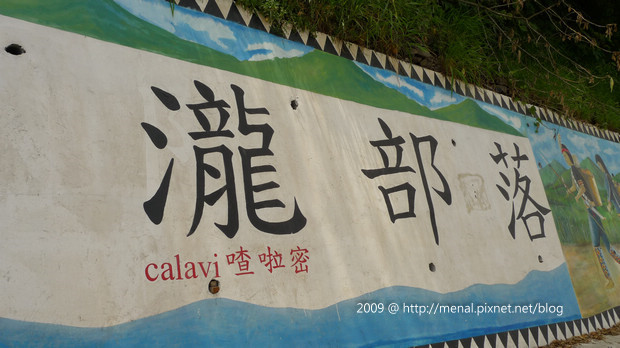 瀧部落
calavi 喳啦密
2009 @ http://menal.pixnet.net/blog